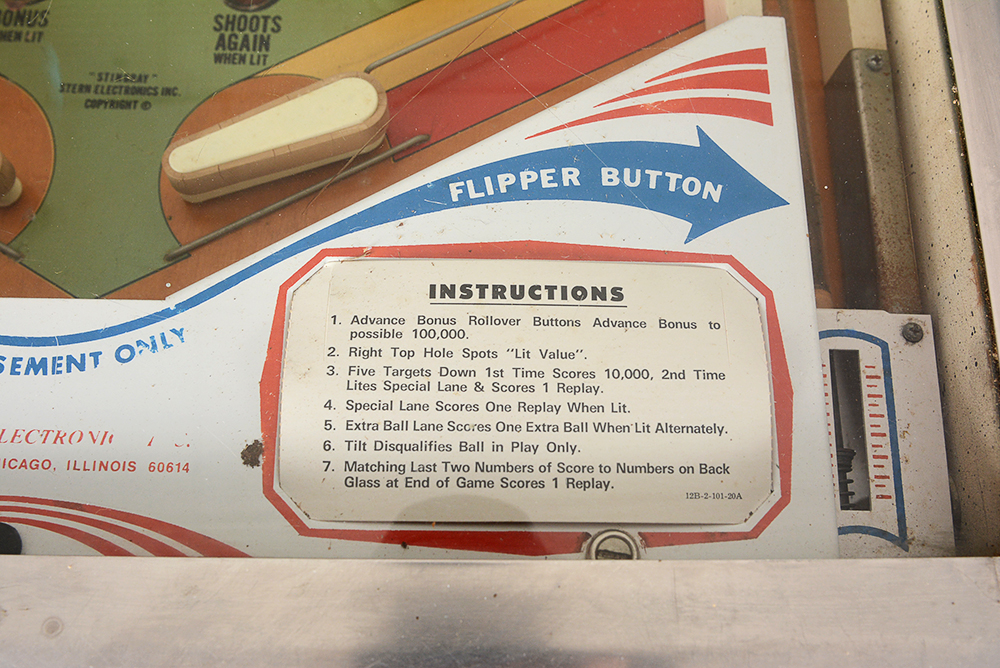 BONUS
WHEN LIT
SHOOTS
AGAIN
WHEN LIT
"STINGRAY"
STERN ELECTRONICS INC.
COPYRIGHT ©
FLIPPER BUTTON
SEMENT ONLY
LECTRONI
ICAGO, ILLINOIS 60614
INSTRUCTIONS
1. Advance Bonus Rollover Buttons Advance Bonus to
possible 100,000.
2. Right Top Hole Spots "Lit Value".
3. Five Targets Down 1st Time Scores 10,000, 2nd Time
Lites Special Lane & Scores 1 Replay.
4. Special Lane Scores One Replay When Lit.
5. Extra Ball Lane Scores One Extra Ball When Lit Alternately.
6. Tilt Disqualifies Ball in Play Only.
7. Matching Last Two Numbers of Score to Numbers on Back
Glass at End of Game Scores 1 Replay.
12B-2-101-20A